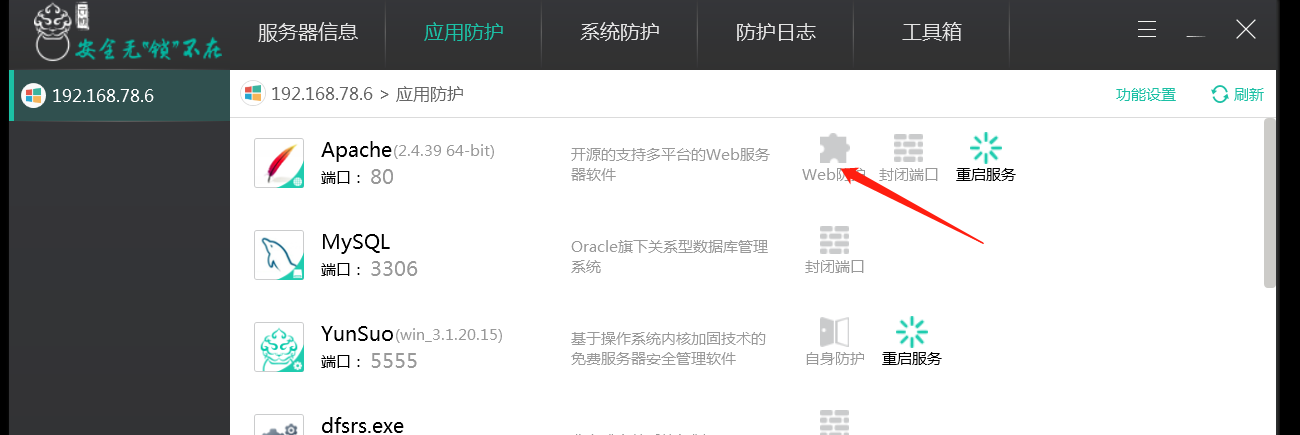 云锁
安全无“锁”不在
服务器信息
应用防护
系统防护
防护日志
工具箱
192.168.78.6
192.168.78.6 > 应用防护
功能设置
刷新
Apache(2.4.39 64-bit)
端口： 80
开源的支持多平台的Web服务
器软件
Web防护
封闭端口
重启服务
MySQL
端口： 3306
Oracle旗下关系型数据库管理
系统
封闭端口
YunSuo(win_3.1.20.15)
端口： 5555
基于操作系统内核加固技术的
免费服务器安全管理软件
自身防护
重启服务
dfsrs.exe